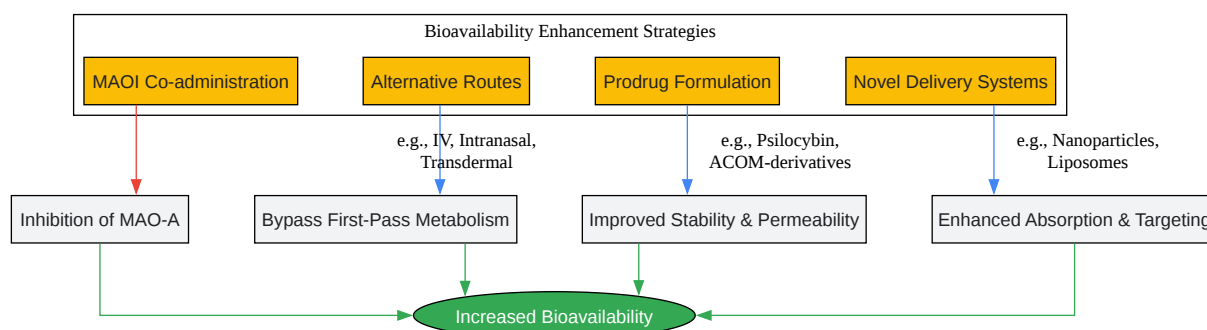 Bioavailability Enhancement Strategies
MAOI Co-administration
Alternative Routes
Prodrug Formulation
Novel Delivery Systems
e.g., IV, Intranasal,
Transdermal
e.g., Psilocybin,
ACOM-derivatives
e.g., Nanoparticles,
Liposomes
Inhibition of MAO-A
Bypass First-Pass Metabolism
Improved Stability & Permeability
Enhanced Absorption & Targeting
Increased Bioavailability